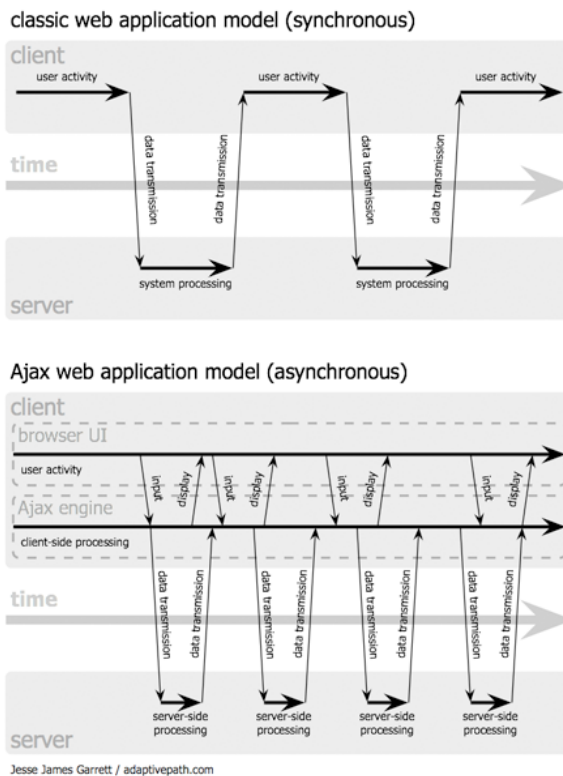 classic web application model (synchronous)
client
user activity
user activity
user activity
data transmission
data transmission
data transmission
data transmission
time
system processing
system processing
server
Ajax web application model (asynchronous)
client
browser UI
user activity
input
display
input
display
input
display
input
display
Ajax engine
client-side processing
data transmission
data transmission
data transmission
data transmission
data transmission
data transmission
data transmission
data transmission
time
server-side
processing
server-side
processing
server-side
processing
server-side
processing
server
Jesse James Garrett / adaptivepath.com